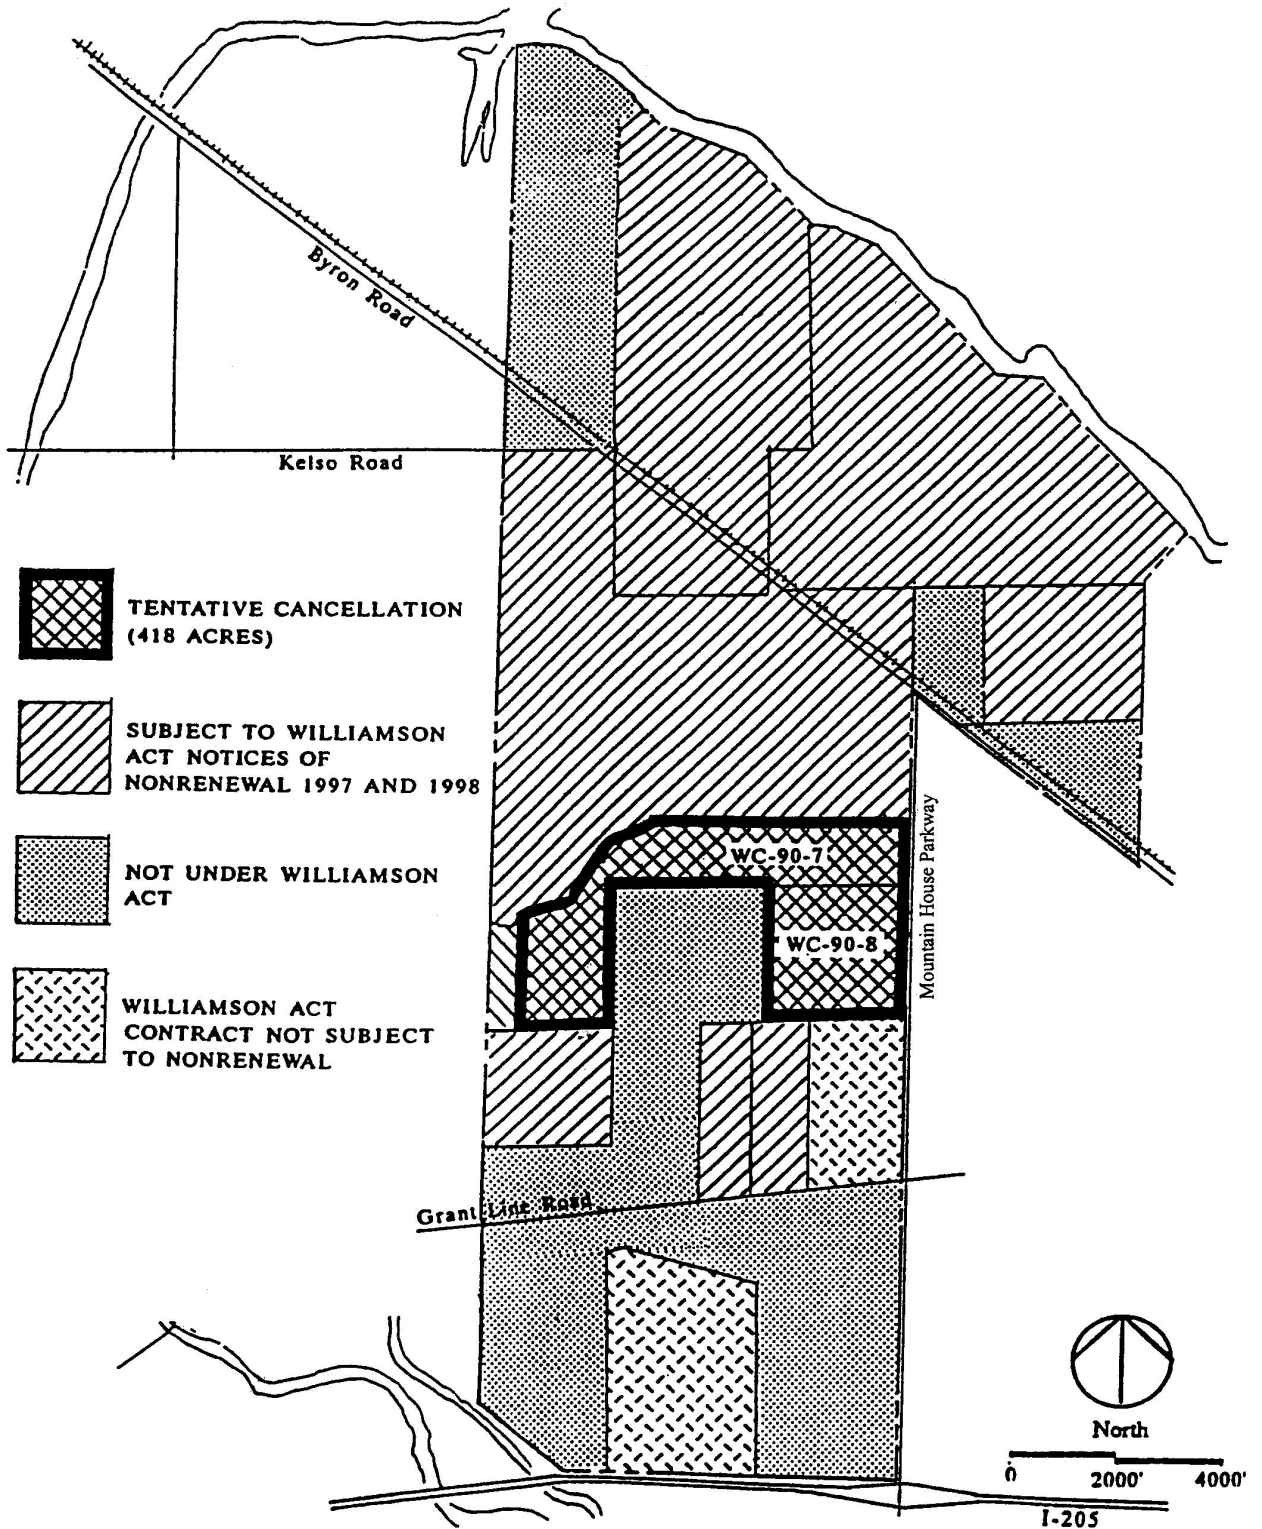 Byron Road
Kelso Road
TENTATIVE CANCELLATION
(418 ACRES)
SUBJECT TO WILLIAMSON
ACT NOTICES OF
NONRENEWAL 1997 AND 1998
NOT UNDER WILLIAMSON
ACT
WILLIAMSON ACT
CONTRACT NOT SUBJECT
TO NONRENEWAL
WC-90-7
WC-90-8
Mountain House Parkway
Grant Line Road
North
0 2000' 4000'
I-205